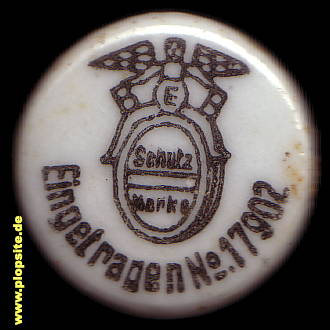 E
Schutz
Marke
Eingetragen No. 17902
www.plopsite.de